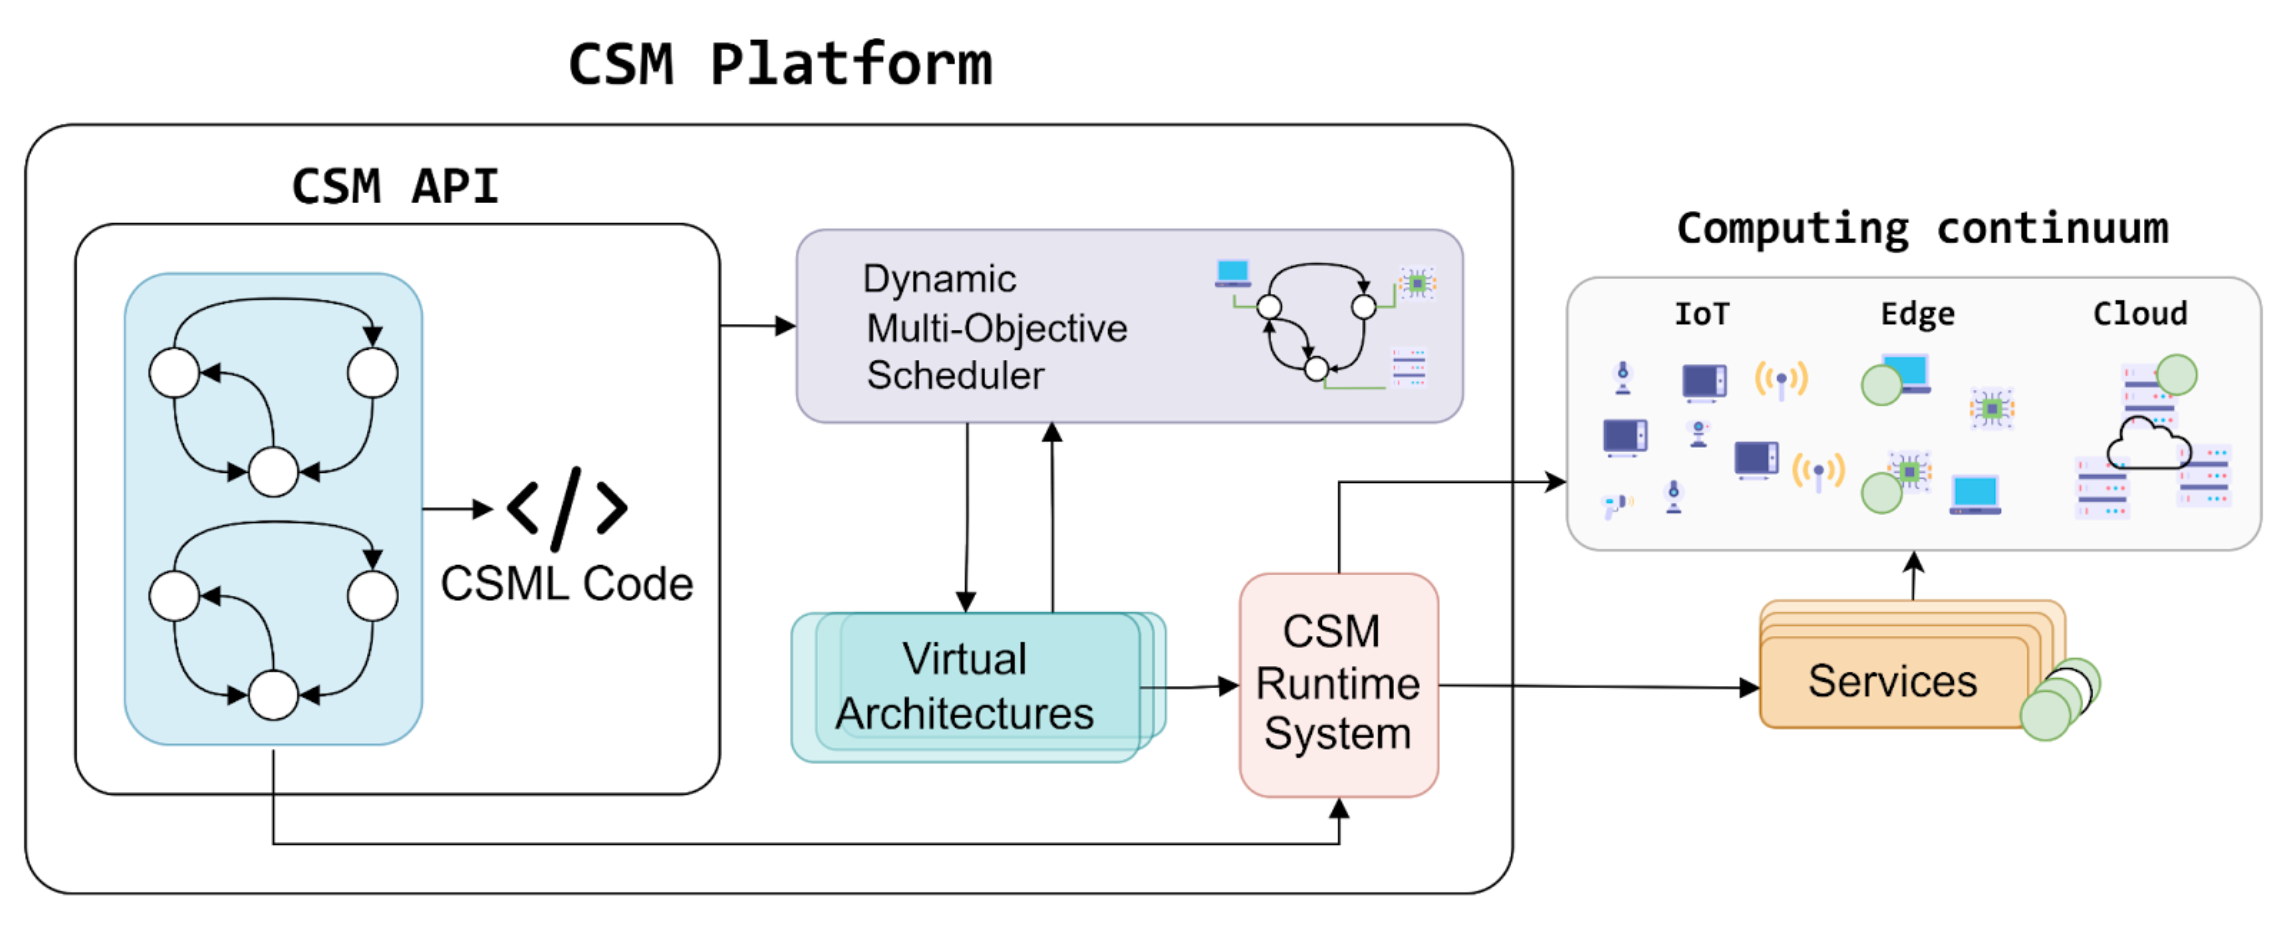 CSM Platform
CSM API
</>
CSML Code
Dynamic
Multi-Objective
Scheduler
Virtual
Architectures
CSM
Runtime
System
Computing continuum
IoT
Edge
Cloud
Services